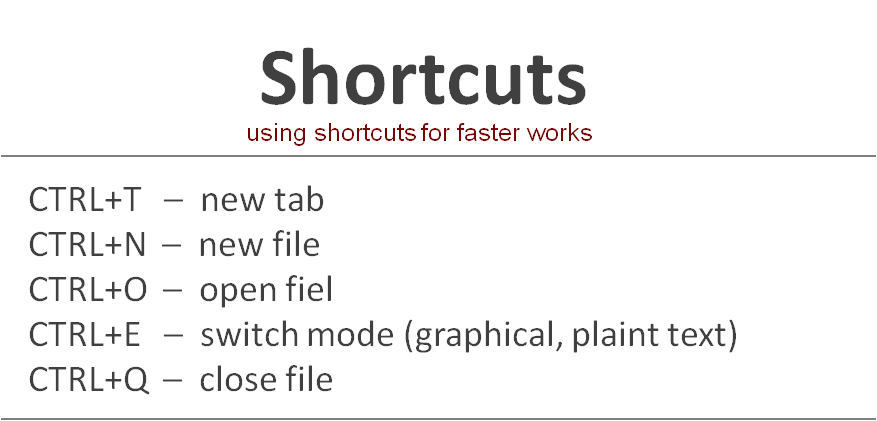 Shortcuts
using shortcuts for faster works
CTRL+T – new tab
CTRL+N – new file
CTRL+O – open fiel
CTRL+E – switch mode (graphical, plaint text)
CTRL+Q – close file